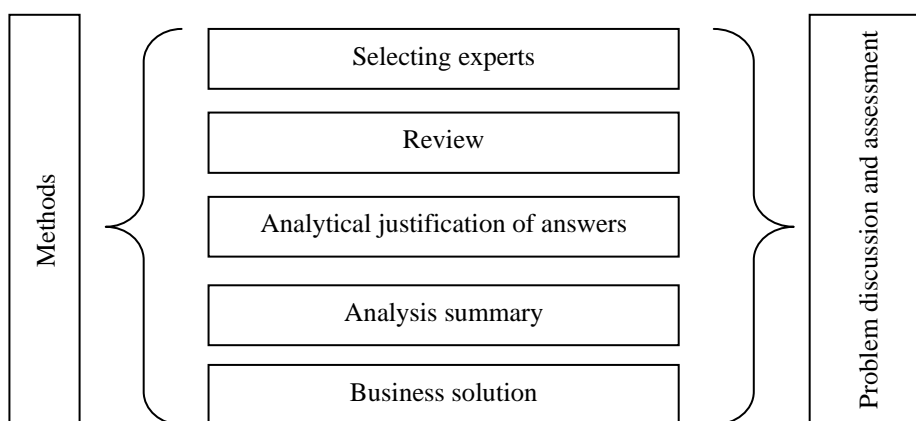 Methods
Selecting experts
Review
Analytical justification of answers
Analysis summary
Business solution
Problem discussion and assessment